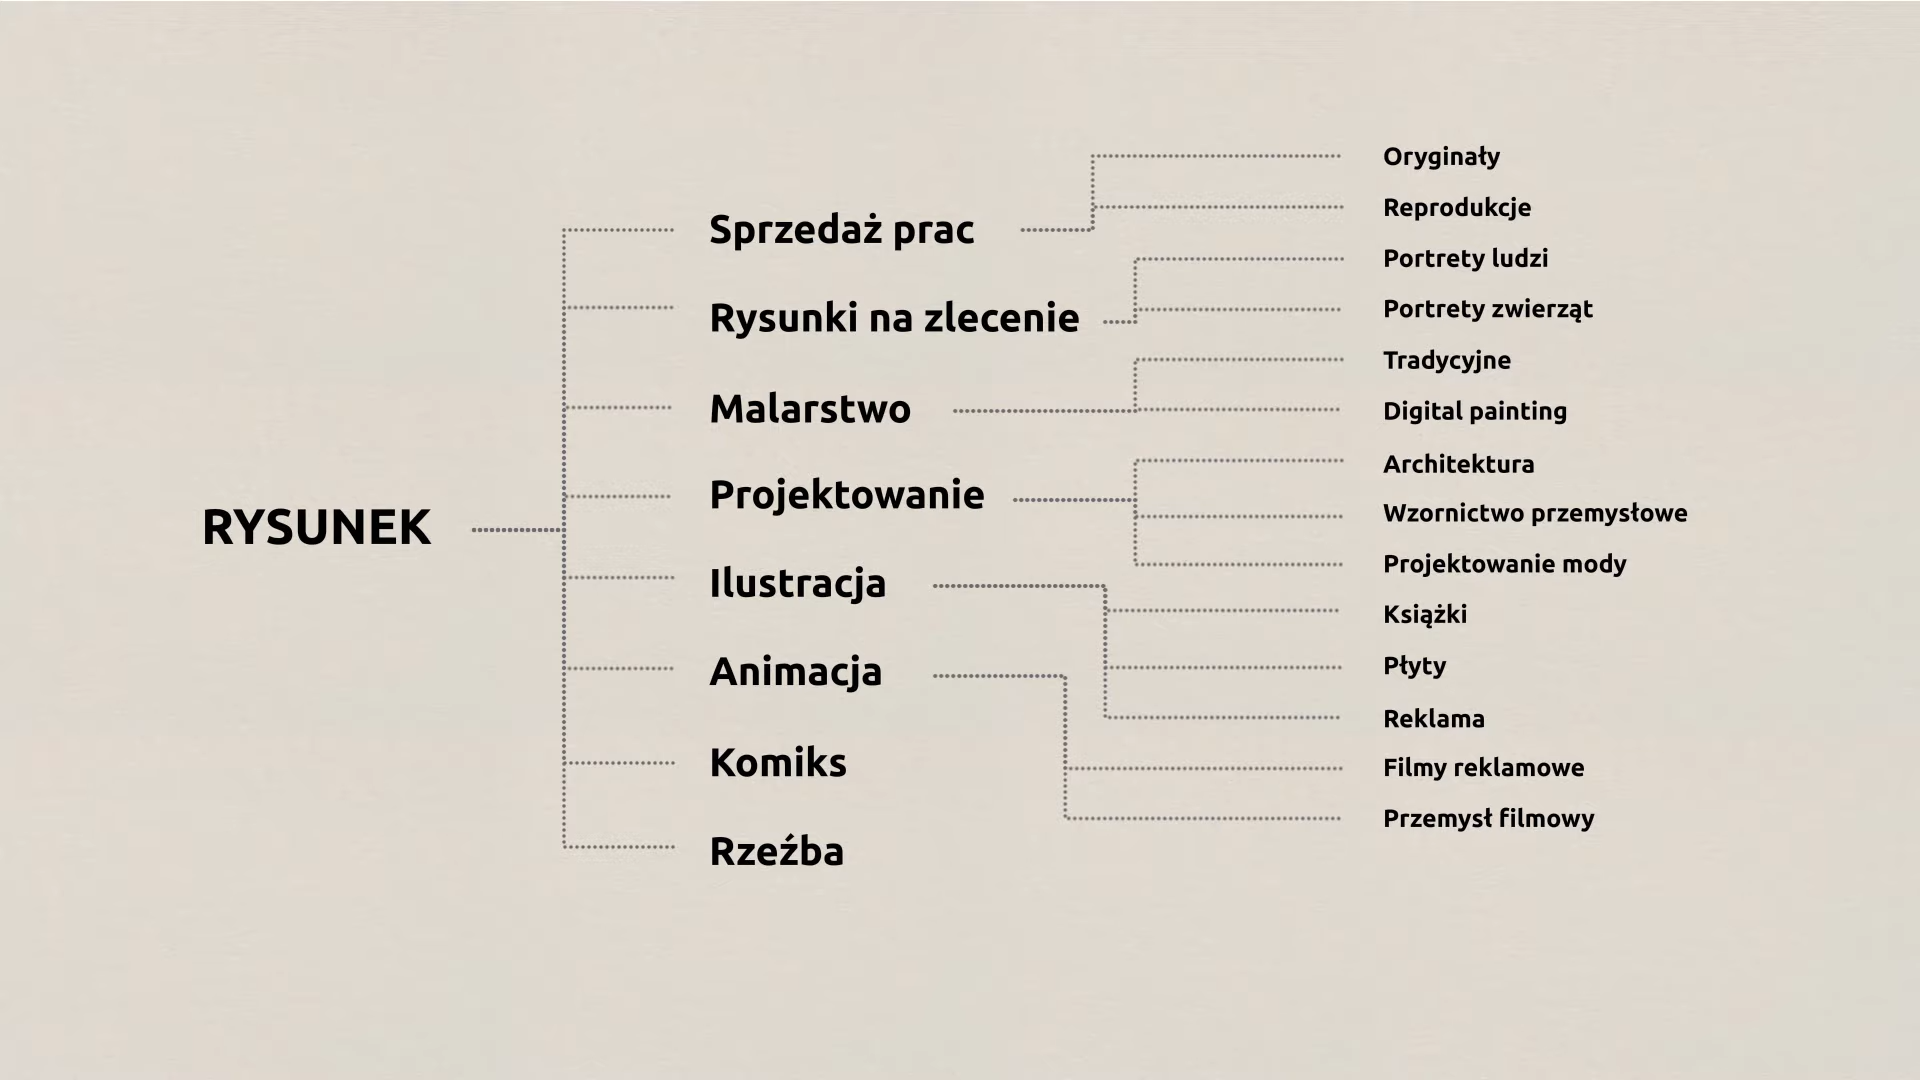 RYSUNEK
Sprzedaż prac
Oryginały
Reprodukcje
Rysunki na zlecenie
Portrety ludzi
Portrety zwierząt
Malarstwo
Tradycyjne
Digital painting
Projektowanie
Architektura
Wzornictwo przemysłowe
Projektowanie mody
Ilustracja
Książki
Płyty
Reklama
Animacja
Filmy reklamowe
Przemysł filmowy
Komiks
Rzeźba